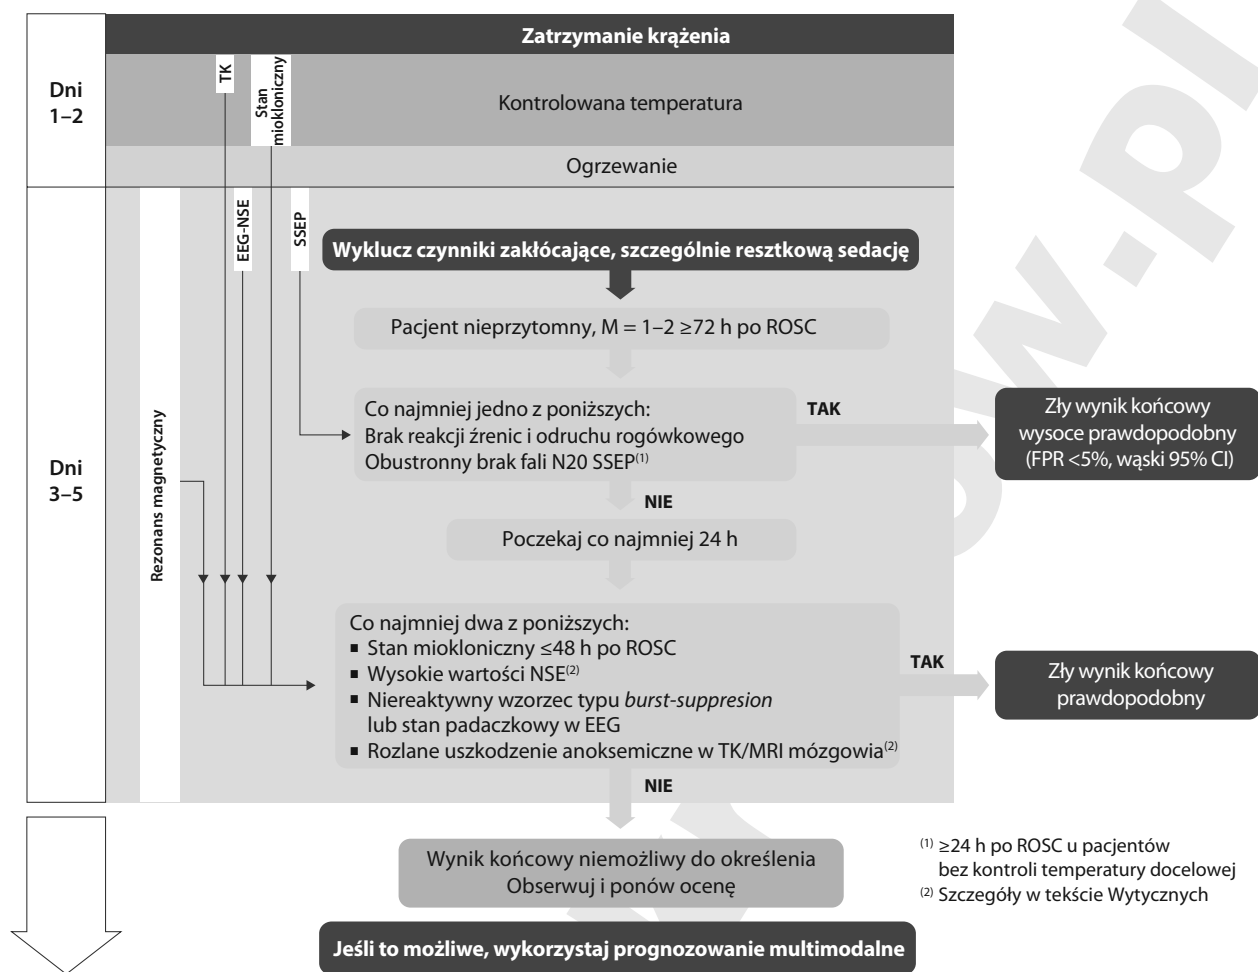 Zatrzymanie krążenia
Dni
1–2
TK
Stan
miokloniczny
Kontrolowana temperatura
Ogrzewanie
Dni
3–5
Rezonans magnetyczny
EEG-NSE
SSEP
Wyklucz czynniki zakłócające, szczególnie resztkową sedację
Pacjent nieprzytomny, M = 1–2 ≥72 h po ROSC
Co najmniej jedno z poniższych:
Brak reakcji źrenic i odruchu rogówkowego
Obustronny brak fali N20 SSEP(1)
TAK
Zły wynik końcowy
wysoce prawdopodobny
(FPR <5%, wąski 95% CI)
NIE
Poczekaj co najmniej 24 h
Co najmniej dwa z poniższych:
▪ Stan miokloniczny ≤48 h po ROSC
▪ Wysokie wartości NSE(2)
▪ Niereaktywny wzorzec typu burst-suppresion
lub stan padaczkowy w EEG
▪ Rozlane uszkodzenie anoksemiczne w TK/MRI mózgowia(2)
TAK
Zły wynik końcowy
prawdopodobny
NIE
Wynik końcowy niemożliwy do określenia
Obserwuj i ponów ocenę
(1) ≥24 h po ROSC u pacjentów
bez kontroli temperatury docelowej
(2) Szczegóły w tekście Wytycznych
Jeśli to możliwe, wykorzystaj prognozowanie multimodalne